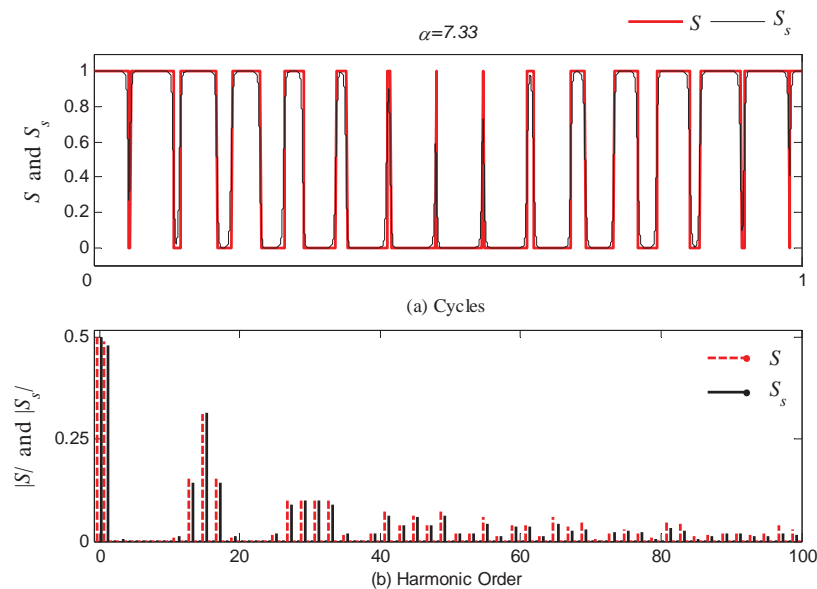 α=7.33
S S_s
S and S_s
1
0.8
0.6
0.4
0.2
0
0 1
(a) Cycles
|S| and |S_s|
0.5
0.25
0
S
S_s
0 20 40 60 80 100
(b) Harmonic Order